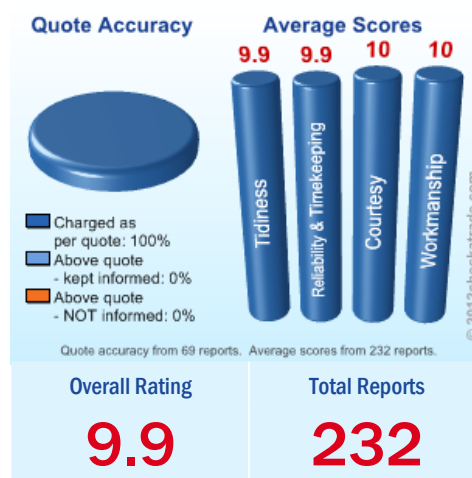 Quote Accuracy
Average Scores
9.9
9.9
10
10
Tidiness
Reliability & Timekeeping
Courtesy
Workmanship
Charged as
per quote: 100%
Above quote
- kept informed: 0%
Above quote
- NOT informed: 0%
© 2013checkatrade.com
Quote accuracy from 69 reports. Average scores from 232 reports.
Overall Rating
Total Reports
9.9
232